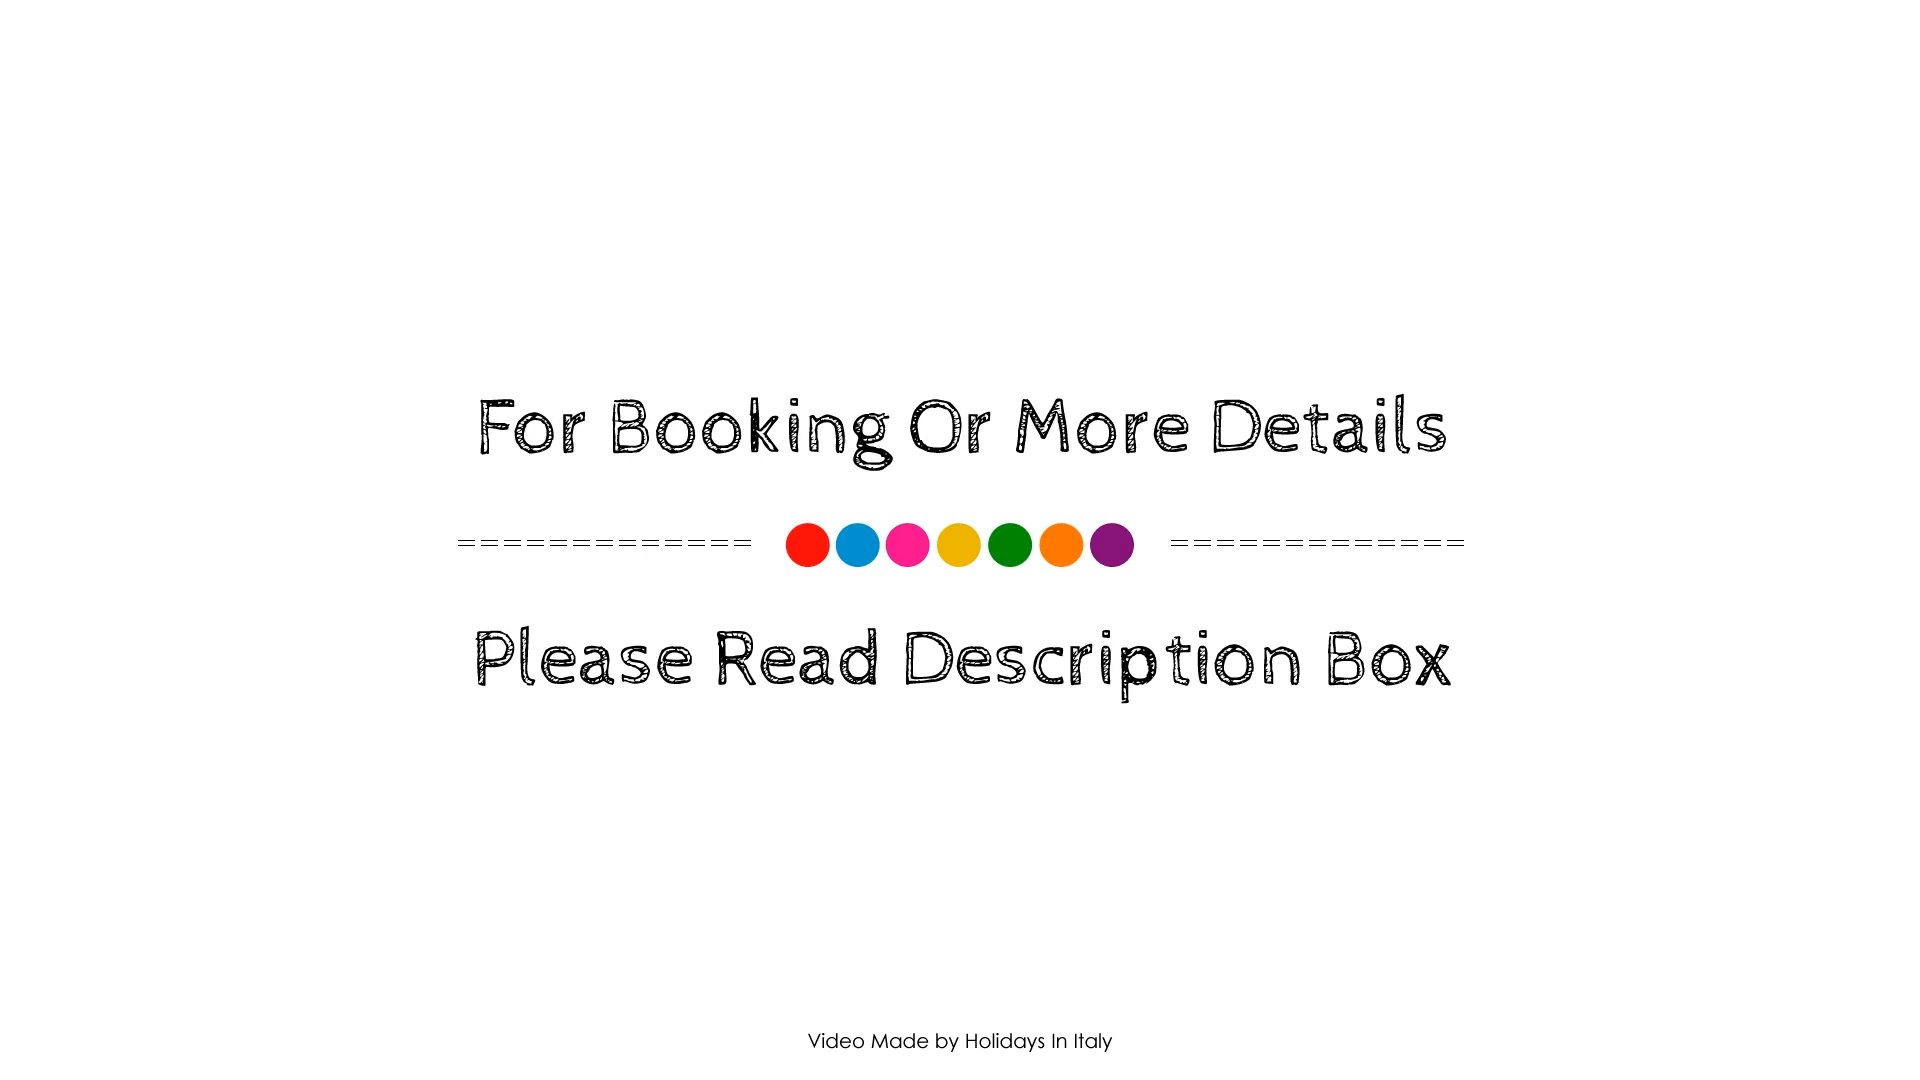 For Booking Or More Details
============= =============
Please Read Description Box
Video Made by Holidays In Italy